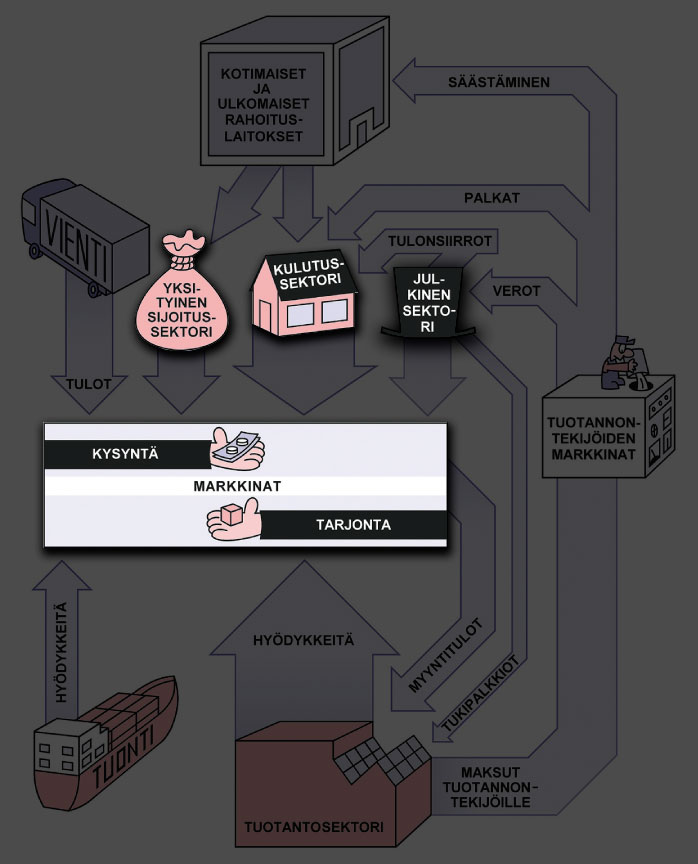 KOTIMAISET
JA
ULKOMAISET
RAHOITUS-
LAITOKSET
SÄÄSTÄMINEN
PALKAT
TULONSIIRROT
VEROT
VIENTI
YKSI-
TYINEN
SIJOITUS-
SEKTORI
KULUTUS-
SEKTORI
JUL-
KINEN
SEKTO-
RI
TULOT
TUOTANNON-
TEKIJÖIDEN
MARKKINAT
KYSYNTÄ
MARKKINAT
TARJONTA
HYÖDYKKEITÄ
HYÖDYKKEITÄ
MYYNTITULOT
TUKIPALKKIOT
TUONTI
TUOTANTOSEKTORI
MAKSUT
TUOTANNON-
TEKIJÖILLE